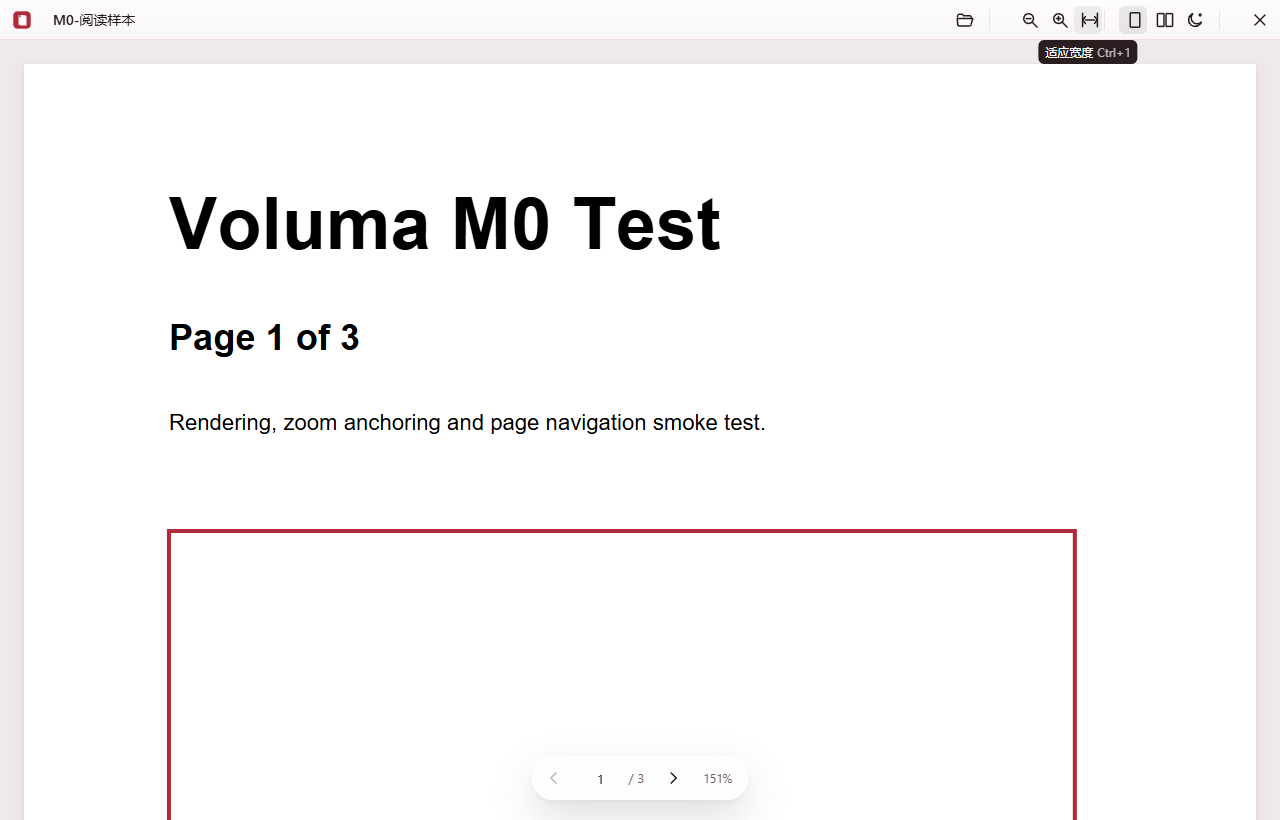 M0-阅读样本
适应宽度 Ctrl+1
Voluma M0 Test
Page 1 of 3
Rendering, zoom anchoring and page navigation smoke test.
1 / 3 151%